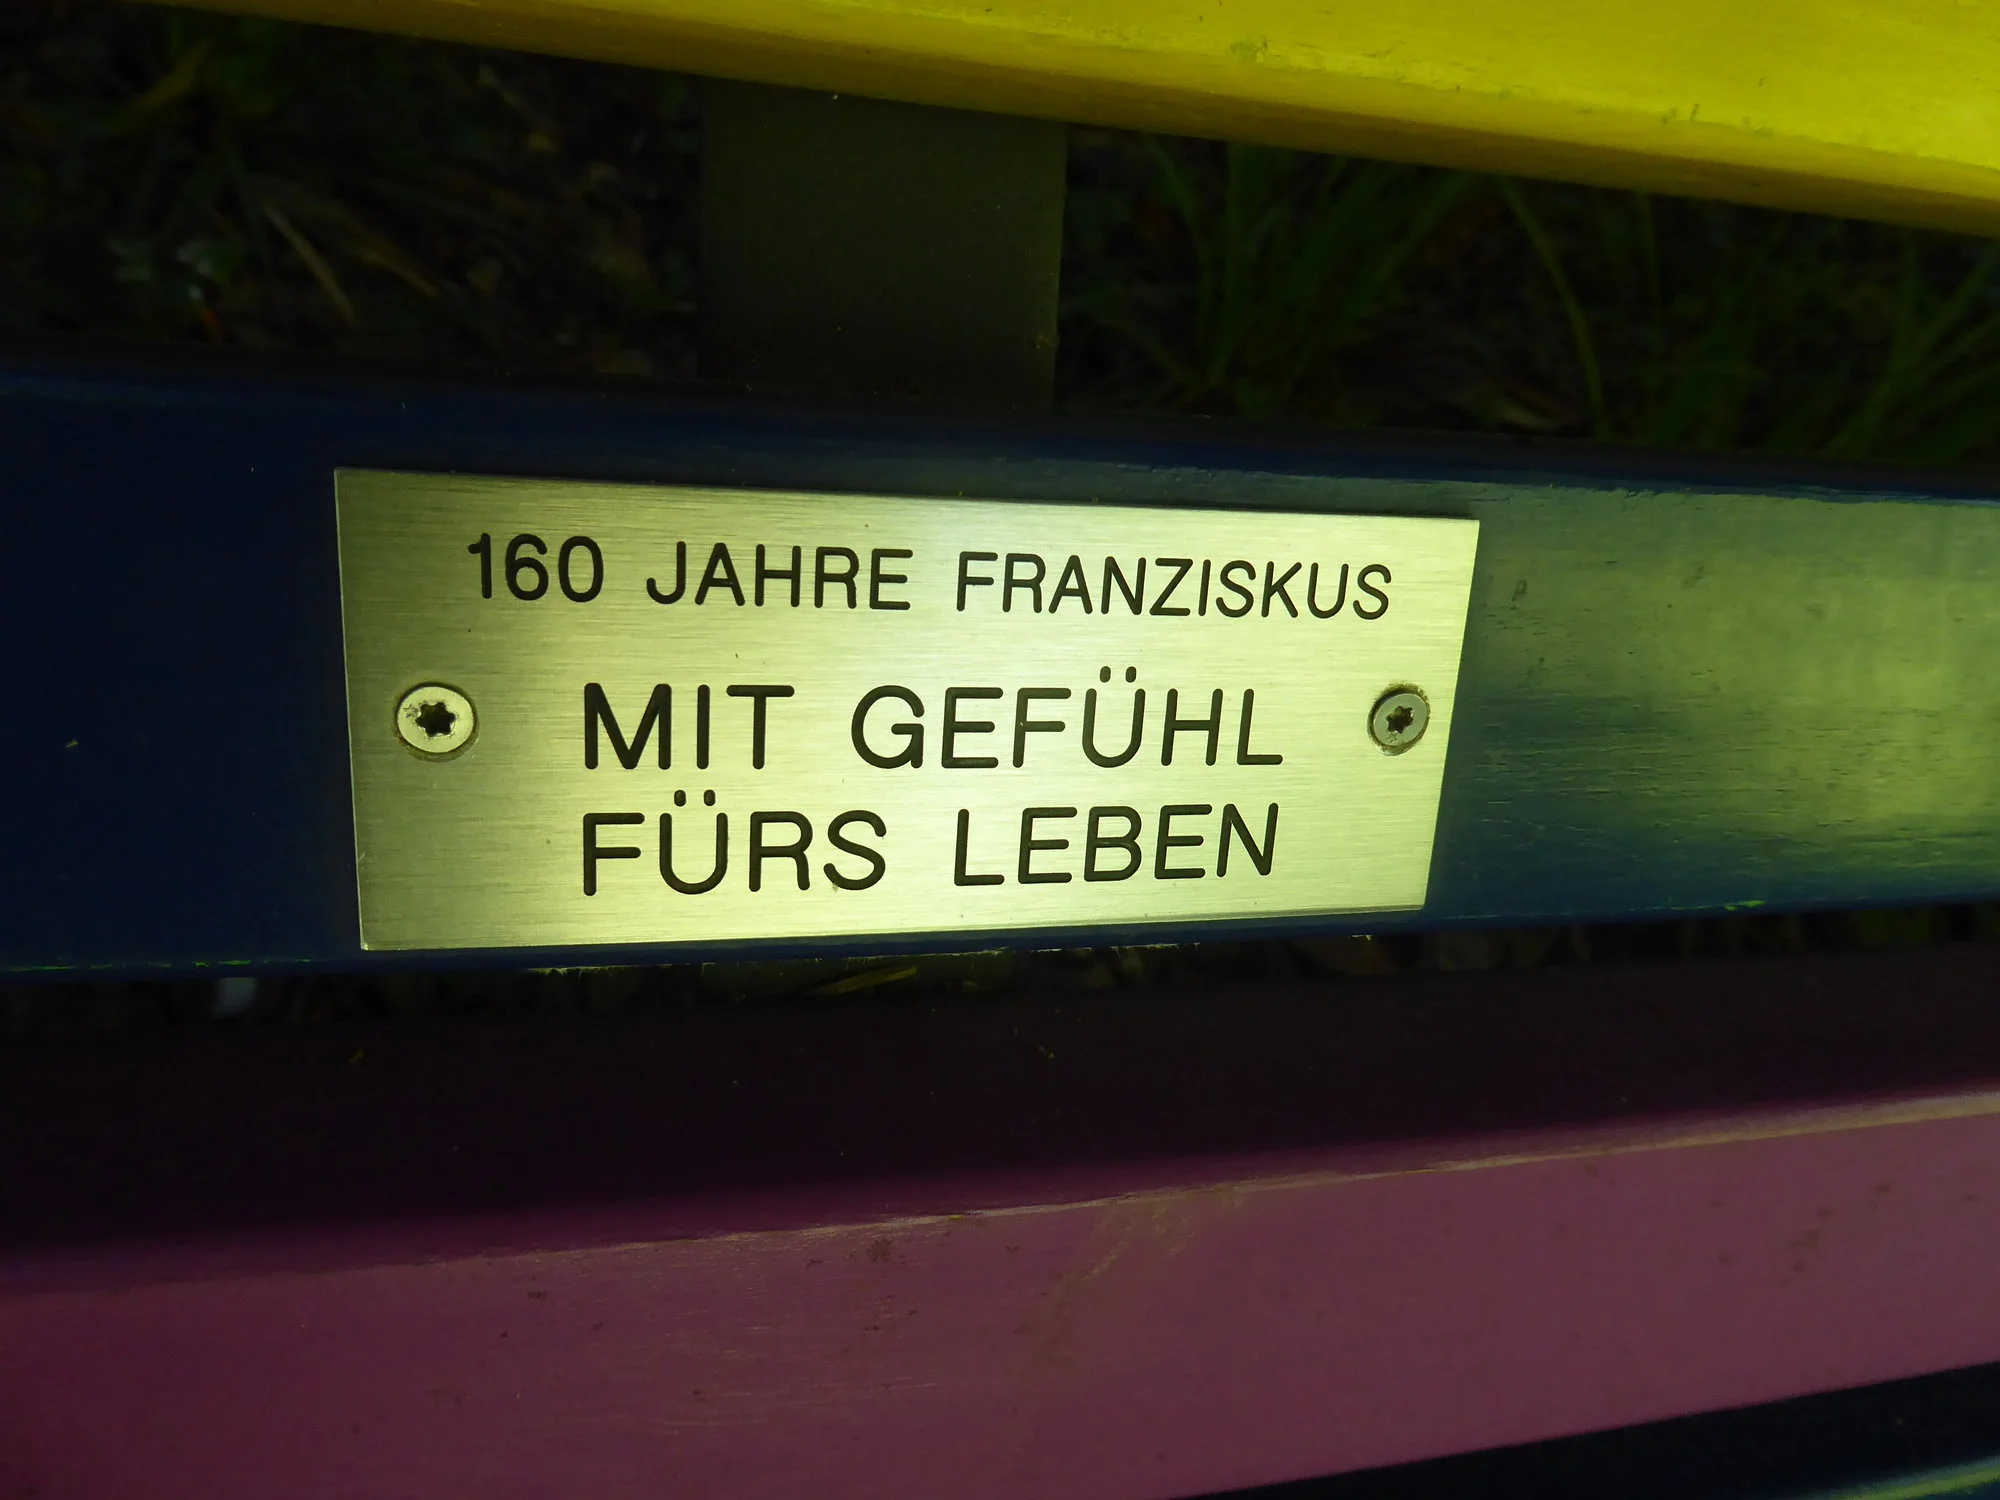 160 JAHRE FRANZISKUS
MIT GEFÜHL
FÜRS LEBEN